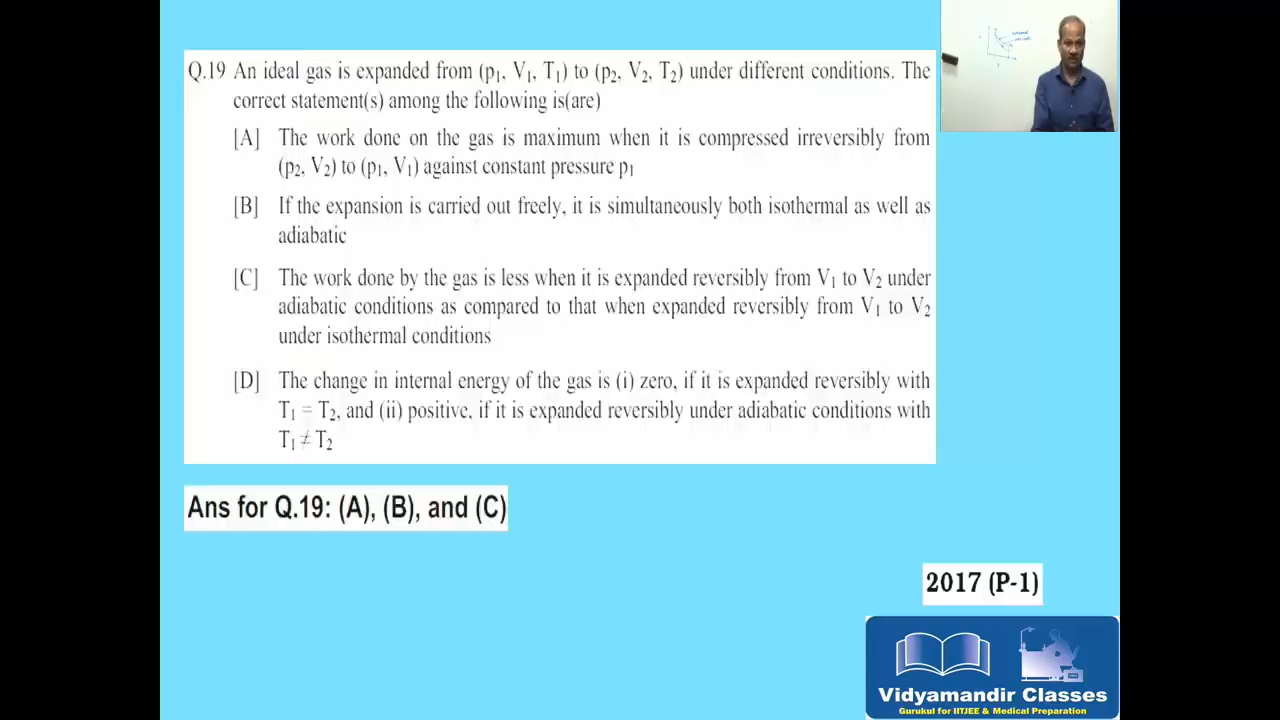 Q.19 An ideal gas is expanded from (p₁, V₁, T₁) to (p₂, V₂, T₂) under different conditions. The
correct statement(s) among the following is(are)
[A] The work done on the gas is maximum when it is compressed irreversibly from
(p₂, V₂) to (p₁, V₁) against constant pressure p₁
[B] If the expansion is carried out freely, it is simultaneously both isothermal as well as
adiabatic
[C] The work done by the gas is less when it is expanded reversibly from V₁ to V₂ under
adiabatic conditions as compared to that when expanded reversibly from V₁ to V₂
under isothermal conditions
[D] The change in internal energy of the gas is (i) zero, if it is expanded reversibly with
T₁ = T₂, and (ii) positive, if it is expanded reversibly under adiabatic conditions with
T₁ ≠ T₂
Ans for Q.19: (A), (B), and (C)
2017 (P-1)
Vidyamandir Classes
Gurukul for IITJEE & Medical Preparation